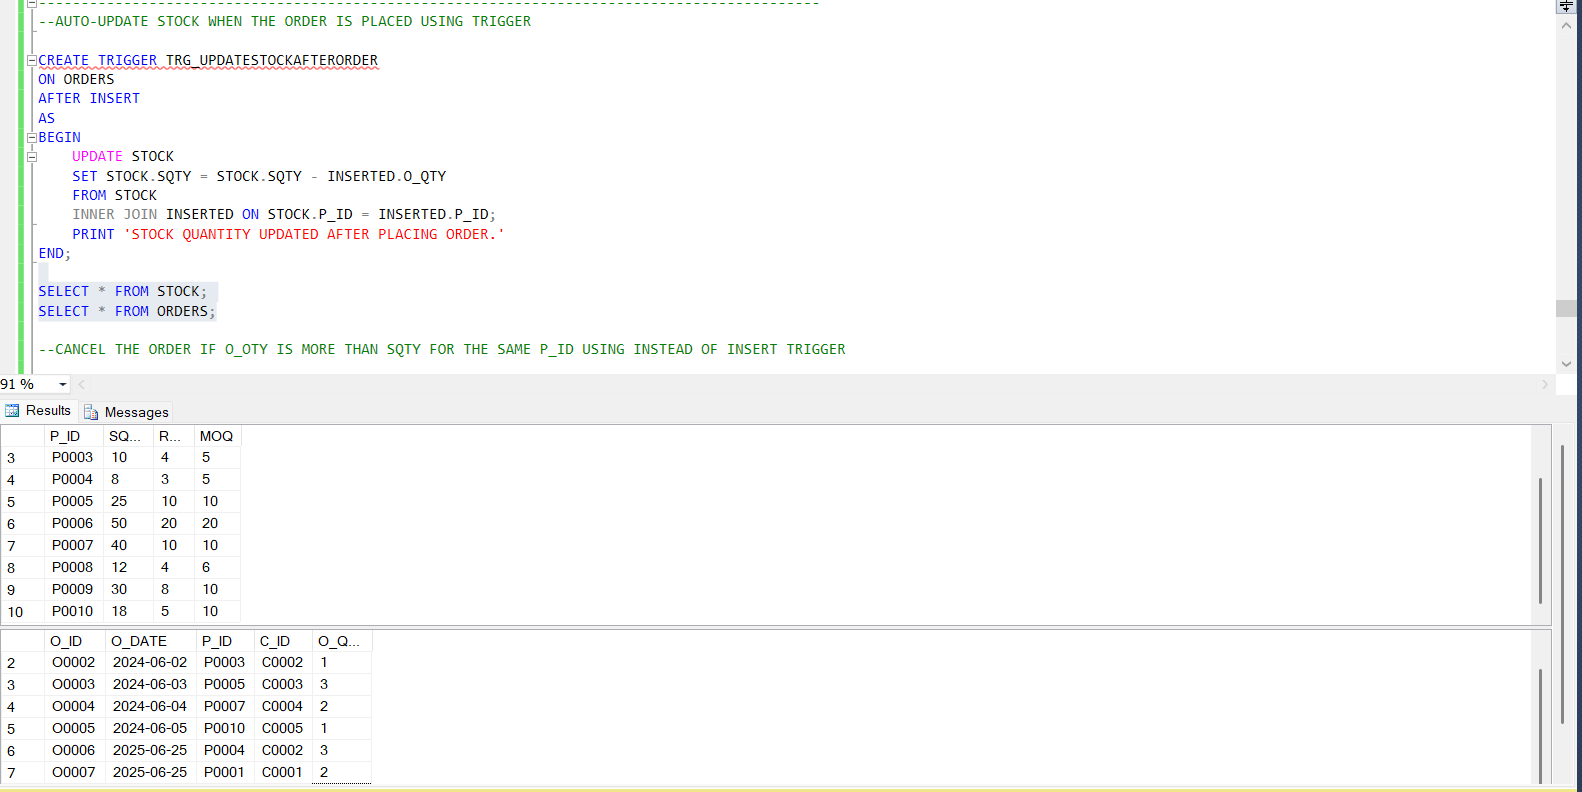 --AUTO-UPDATE STOCK WHEN THE ORDER IS PLACED USING TRIGGER
CREATE TRIGGER TRG_UPDATESTOCKAFTERORDER
ON ORDERS
AFTER INSERT
AS
BEGIN
UPDATE STOCK
SET STOCK.SQTY = STOCK.SQTY - INSERTED.O_QTY
FROM STOCK
INNER JOIN INSERTED ON STOCK.P_ID = INSERTED.P_ID;
PRINT 'STOCK QUANTITY UPDATED AFTER PLACING ORDER.'
END;
SELECT * FROM STOCK;
SELECT * FROM ORDERS;
--CANCEL THE ORDER IF O_OTY IS MORE THAN SQTY FOR THE SAME P_ID USING INSTEAD OF INSERT TRIGGER
91 %
Results Messages
P_ID SQ... R... MOQ
3 P0003 10 4 5
4 P0004 8 3 5
5 P0005 25 10 10
6 P0006 50 20 20
7 P0007 40 10 10
8 P0008 12 4 6
9 P0009 30 8 10
10 P0010 18 5 10
O_ID O_DATE P_ID C_ID O_Q...
2 O0002 2024-06-02 P0003 C0002 1
3 O0003 2024-06-03 P0005 C0003 3
4 O0004 2024-06-04 P0007 C0004 2
5 O0005 2024-06-05 P0010 C0005 1
6 O0006 2025-06-25 P0004 C0002 3
7 O0007 2025-06-25 P0001 C0001 2